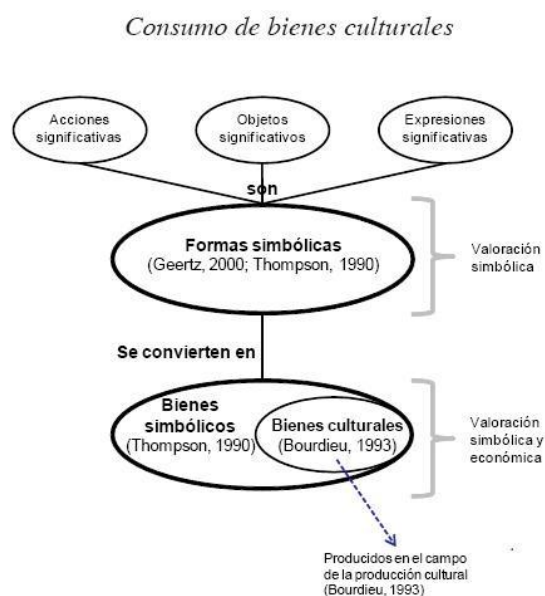 Consumo de bienes culturales
Acciones
significativas
Objetos
significativos
Expresiones
significativas
son
Formas simbólicas
(Geertz, 2000; Thompson, 1990)
Valoración
simbólica
Se convierten en
Bienes
simbólicos
(Thompson, 1990)
Bienes culturales
(Bourdieu, 1993)
Valoración
simbólica y
económica
Producidos en el campo
de la producción cultural
(Bourdieu, 1993)